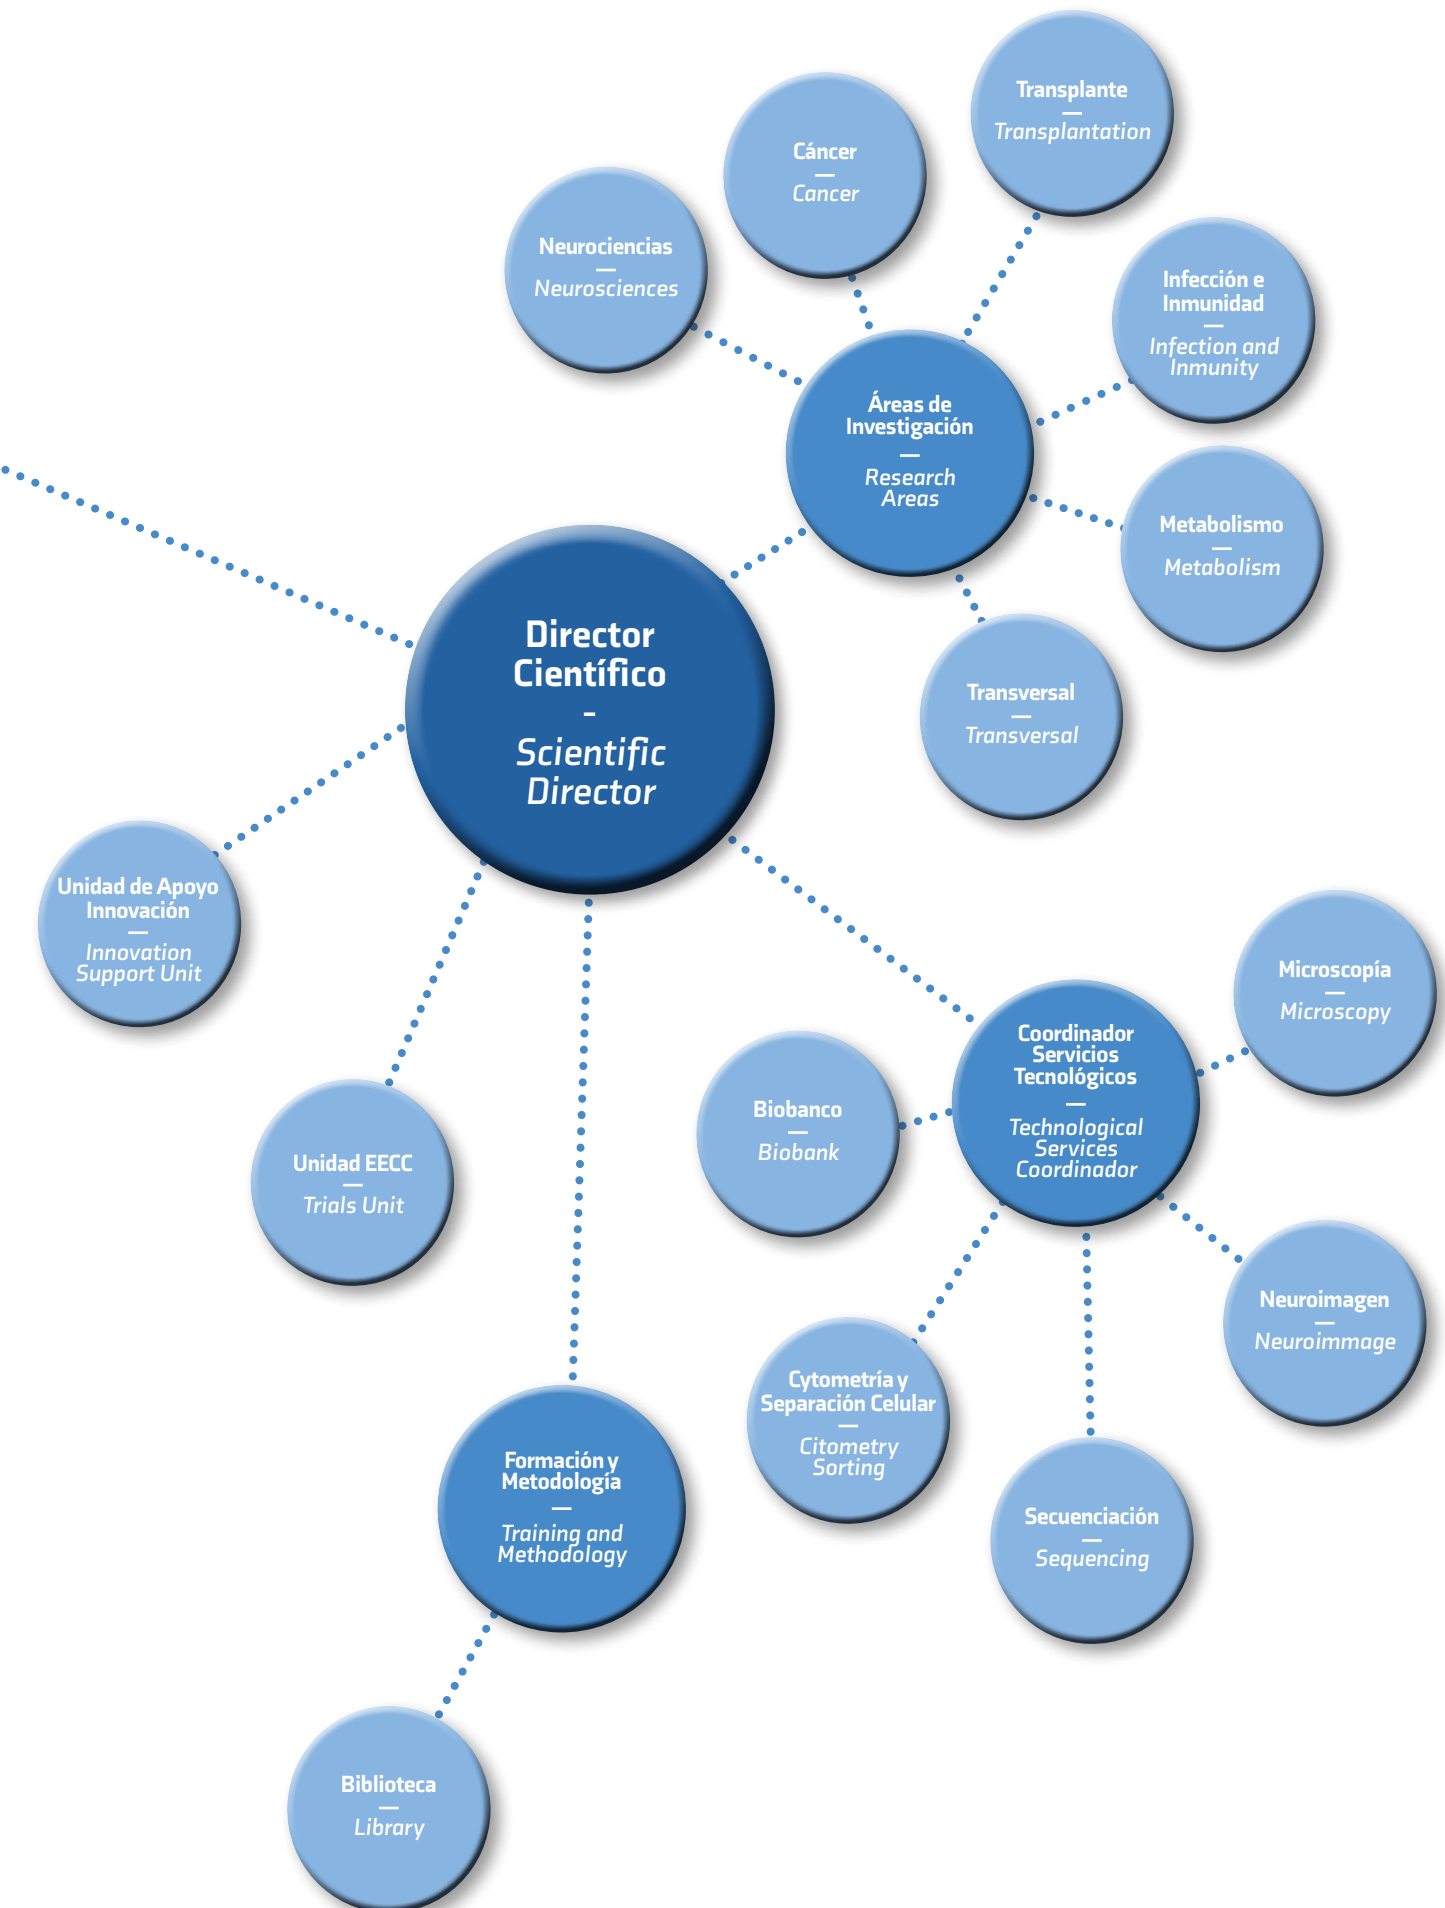 Transplante
Transplantation
Cáncer
Cancer
Neurociencias
Neurosciences
Infección e
Inmunidad
Infection and
Inmunity
Áreas de
Investigación
Research
Areas
Metabolismo
Metabolism
Transversal
Transversal
Director
Científico
-
Scientific
Director
Unidad de Apoyo
Innovación
Innovation
Support Unit
Microscopía
Microscopy
Coordinador
Servicios
Tecnológicos
Technological
Services
Coordinador
Biobanco
Biobank
Unidad EECC
Trials Unit
Neuroimagen
Neuroimmage
Cytometría y
Separación Celular
Citometry
Sorting
Formación y
Metodología
Training and
Methodology
Secuenciación
Sequencing
Biblioteca
Library